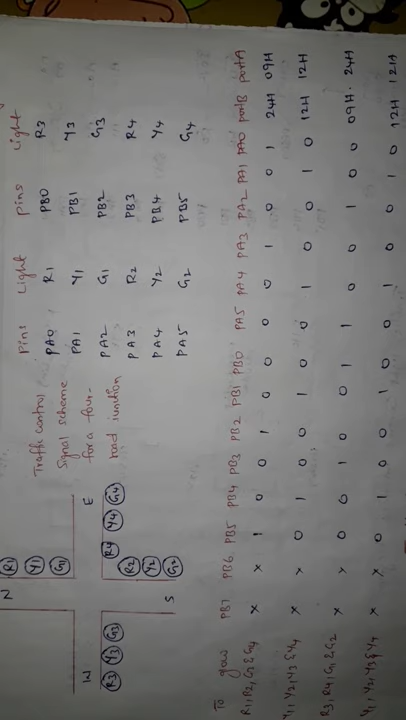 N
R1
Y1
G1
W
E
R3 Y3 G3
R4 Y4 G4
R2
Y2
G2
S
Traffic control
Signal scheme
for a four-
road junction
Pins Light Pins Light
PA0 R1 PB0 R3
PA1 Y1 PB1 Y3
PA2 G1 PB2 G3
PA3 R2 PB3 R4
PA4 Y2 PB4 Y4
PA5 G2 PB5 G4
To glow PB7 PB6 PB5 PB4 PB3 PB2 PB1 PB0 PA5 PA4 PA3 PA2 PA1 PA0 portB portA
R1, R2, G3 & G4 X X 1 0 0 1 0 0 0 0 1 0 0 1 24H 09H
Y1, Y2, Y3 & Y4 X X 0 1 0 0 1 0 0 1 0 0 1 0 12H 12H
R3, R4, G1 & G2 X X 0 0 1 0 0 1 1 0 0 1 0 0 09H 24H
Y1, Y2, Y3 & Y4 X X 0 1 0 0 1 0 0 1 0 0 1 0 12H 12H